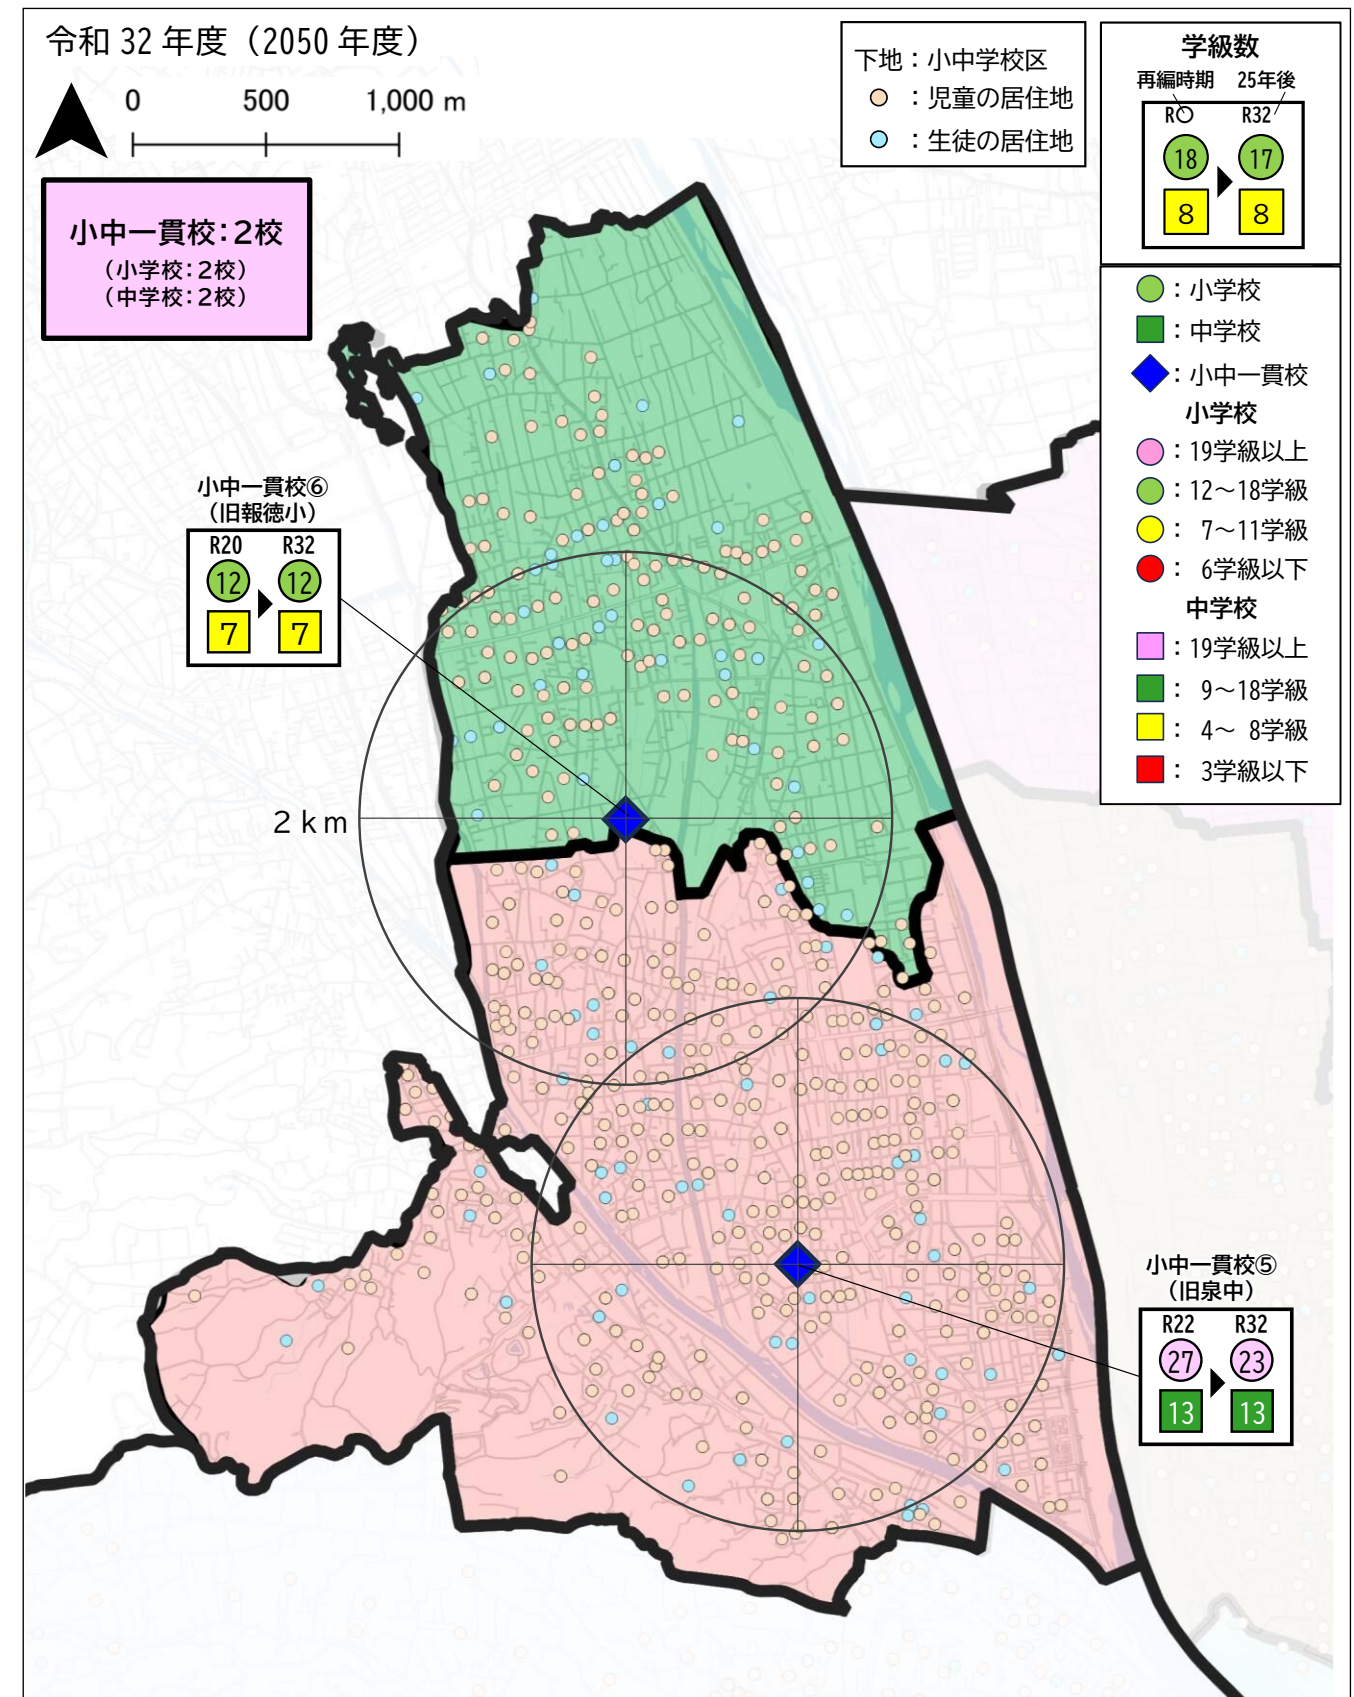 令和 32 年度（2050 年度）
0 500 1,000 m
小中一貫校：2校
（小学校：2校）
（中学校：2校）
下地：小中学校区
：児童の居住地
：生徒の居住地
学級数
再編時期 25年後
R〇 R32
18 17
8 8
：小学校
：中学校
：小中一貫校
小学校
：19学級以上
：12～18学級
： 7～11学級
： 6学級以下
中学校
：19学級以上
： 9～18学級
： 4～ 8学級
： 3学級以下
小中一貫校⑥
（旧報徳小）
R20 R32
12 12
7 7
２ｋｍ
小中一貫校⑤
（旧泉中）
R22 R32
27 23
13 13